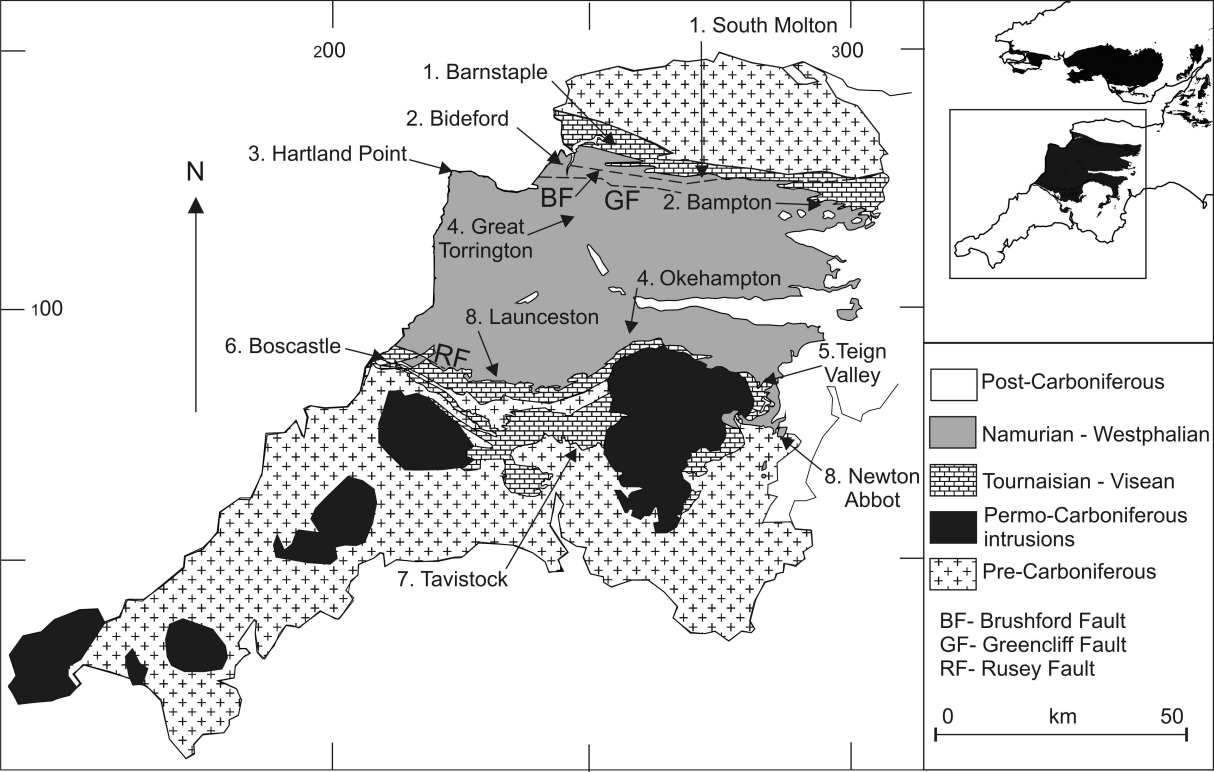 1. South Molton
200
300
1. Barnstaple
2. Bideford
3. Hartland Point
N
BF
GF
2. Bampton
4. Great
Torrington
4. Okehampton
100
8. Launceston
6. Boscastle
RF
5.Teign
Valley
8. Newton
Abbot
7. Tavistock
Post-Carboniferous
Namurian - Westphalian
Tournaisian - Visean
Permo-Carboniferous
intrusions
Pre-Carboniferous
BF- Brushford Fault
GF- Greencliff Fault
RF- Rusey Fault
0 km 50